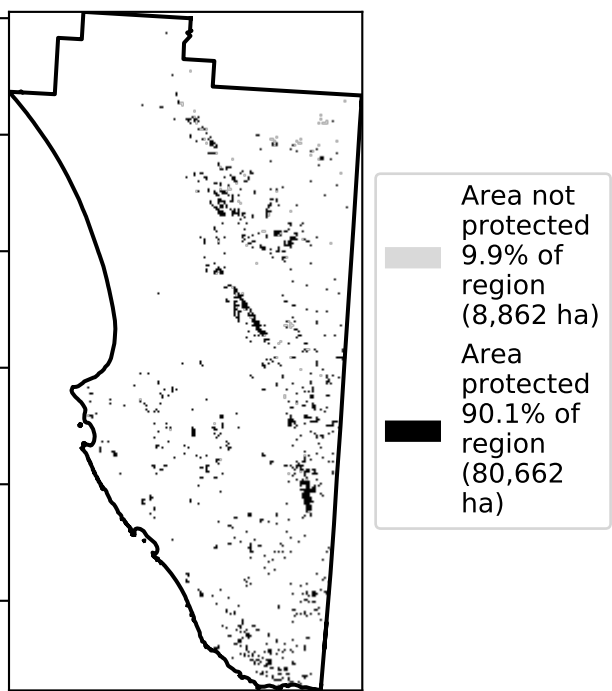 Area not
protected
9.9% of
region
(8,862 ha)
Area
protected
90.1% of
region
(80,662
ha)